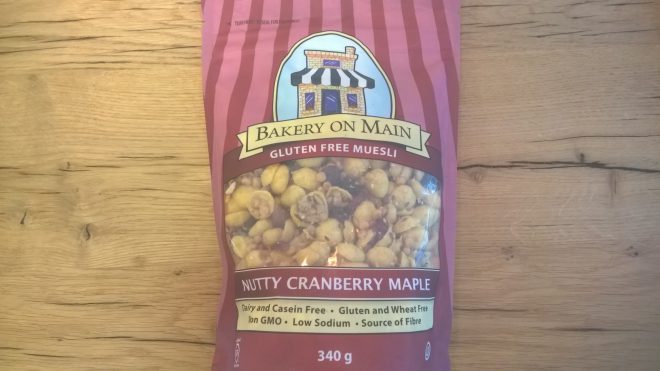 BAKERY ON MAIN
GLUTEN FREE MUESLI
NUTTY CRANBERRY MAPLE
Dairy and Casein Free • Gluten and Wheat Free
Non GMO • Low Sodium • Source of Fibre
340 g